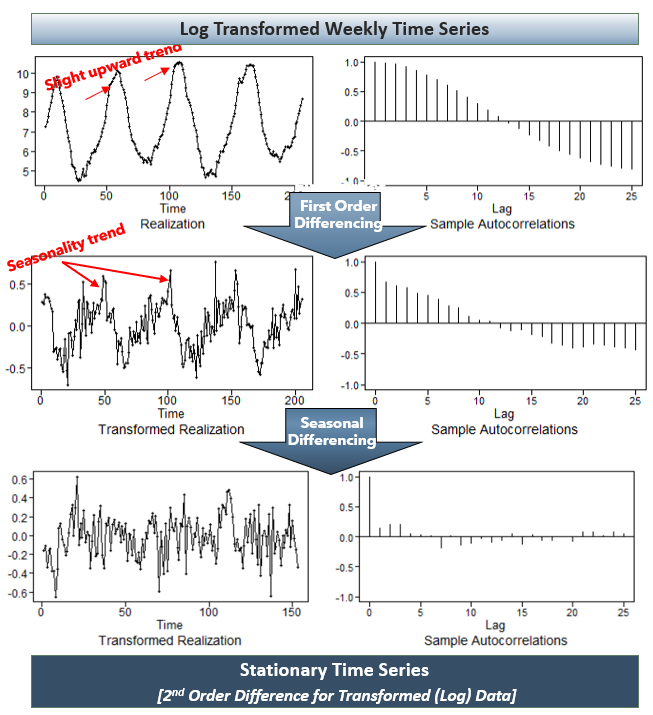 Log Transformed Weekly Time Series
Slight upward trend
10
9
8
7
6
5
0 50 100 150
Time
Realization
1.0
0.5
0.0
-0.5
-1.0
5 10 15 20 25
Lag
Sample Autocorrelations
First Order
Differencing
Seasonality trend
0.5
0.0
-0.5
0 50 100 150 200
Time
Transformed Realization
1.0
0.5
0.0
-0.5
-1.0
0 5 10 15 20 25
Lag
Sample Autocorrelations
Seasonal
Differencing
0.6
0.4
0.2
0.0
-0.2
-0.4
-0.6
0 50 100 150
Time
Transformed Realization
1.0
0.5
0.0
-0.5
-1.0
0 5 10 15 20 25
Lag
Sample Autocorrelations
Stationary Time Series
[2nd Order Difference for Transformed (Log) Data]